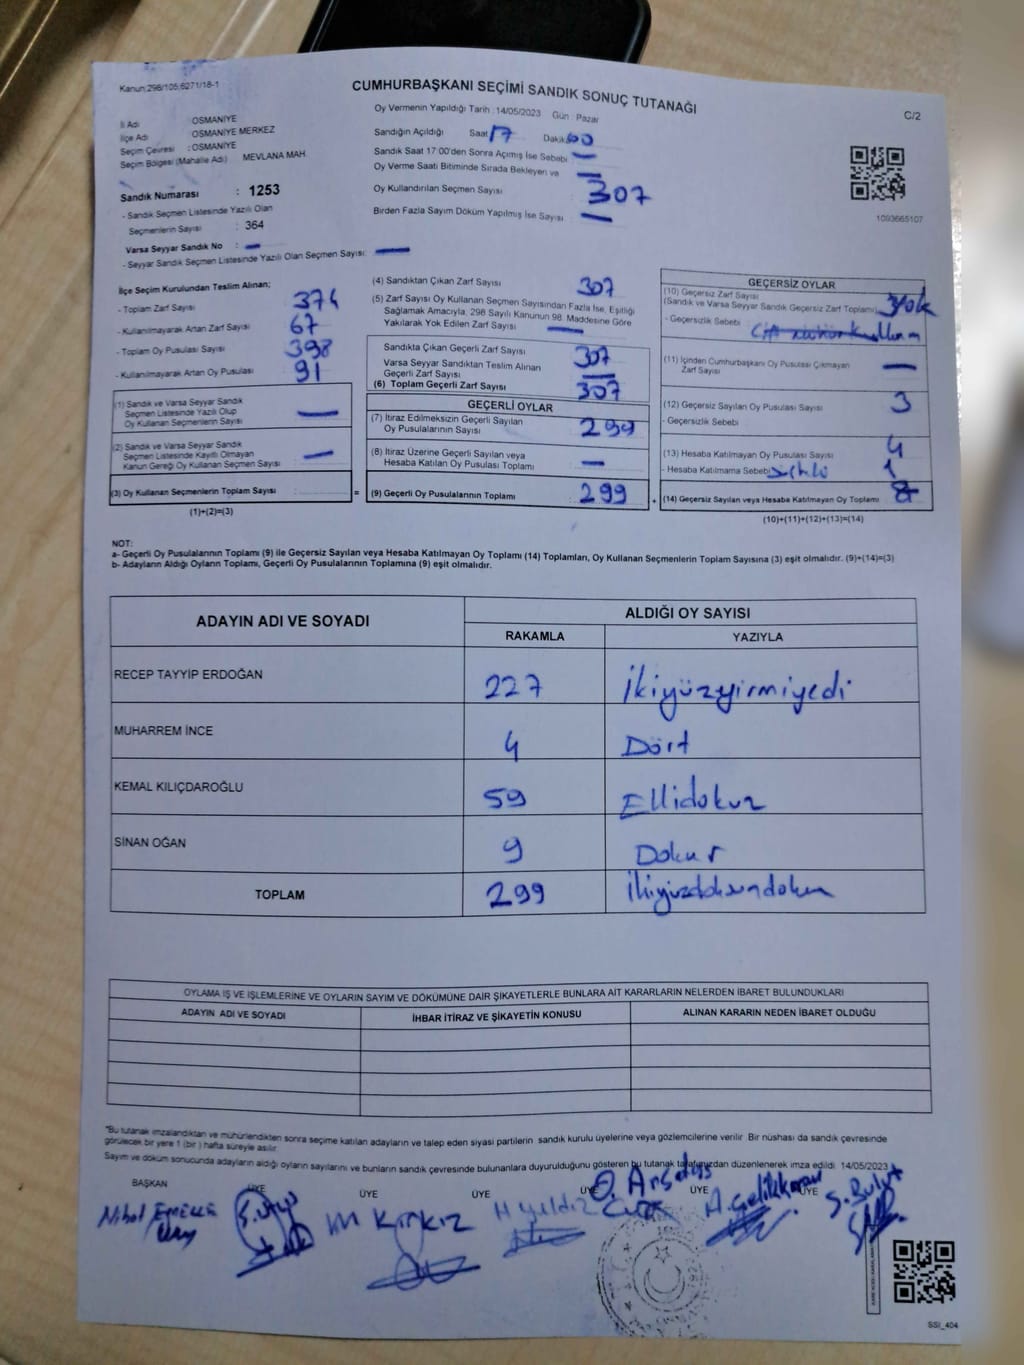 Kanun:298/105;6271/18-1
CUMHURBAŞKANI SEÇİMİ SANDIK SONUÇ TUTANAĞI
C/2
İl Adı OSMANİYE
İlçe Adı OSMANİYE MERKEZ
Seçim Çevresi : OSMANİYE
Seçim Bölgesi (Mahalle Adı) MEVLANA MAH
Sandık Numarası : 1253
- Sandık Seçmen Listesinde Yazılı Olan
Seçmenlerin Sayısı : 364
Varsa Seyyar Sandık No : —
- Seyyar Sandık Seçmen Listesinde Yazılı Olan Seçmen Sayısı: —
Oy Vermenin Yapıldığı Tarih : 14/05/2023 Gün : Pazar
Sandığın Açıldığı Saat 17 Dakika 00
Sandık Saat 17:00'den Sonra Açımış İse Sebebi —
Oy Verme Saati Bitiminde Sırada Bekleyen ve —
Oy Kullandırılan Seçmen Sayısı 307
Birden Fazla Sayım Döküm Yapılmış İse Sayısı —
1093665107
İlçe Seçim Kurulundan Teslim Alınan;
- Toplam Zarf Sayısı 374
- Kullanılmayarak Artan Zarf Sayısı 67
- Toplam Oy Pusulası Sayısı 398
- Kullanılmayarak Artan Oy Pusulası 91
(1) Sandık ve Varsa Seyyar Sandık
Seçmen Listesinde Yazılı Olup
Oy Kullanan Seçmenlerin Sayısı —
(2) Sandık ve Varsa Seyyar Sandık
Seçmen Listesinde Kayıtlı Olmayan
Kanun Gereği Oy Kullanan Seçmen Sayısı —
(3) Oy Kullanan Seçmenlerin Toplam Sayısı =
(1)+(2)=(3)
(4) Sandıktan Çıkan Zarf Sayısı 307
(5) Zarf Sayısı Oy Kullanan Seçmen Sayısından Fazla İse, Eşitliği
Sağlamak Amacıyla, 298 Sayılı Kanunun 98. Maddesine Göre
Yakılarak Yok Edilen Zarf Sayısı —
Sandıkta Çıkan Geçerli Zarf Sayısı 307
Varsa Seyyar Sandıktan Teslim Alınan
Geçerli Zarf Sayısı —
(6) Toplam Geçerli Zarf Sayısı 307
GEÇERLİ OYLAR
(7) İtiraz Edilmeksizin Geçerli Sayılan
Oy Pusulalarının Sayısı 299
(8) İtiraz Üzerine Geçerli Sayılan veya
Hesaba Katılan Oy Pusulası Toplamı —
(9) Geçerli Oy Pusulalarının Toplamı : 299 +
GEÇERSİZ OYLAR
(10) Geçersiz Zarf Sayısı
(Sandık ve Varsa Seyyar Sandık Geçersiz Zarf Toplamı) yok
- Geçersizlik Sebebi :
(11) İçinden Cumhurbaşkanı Oy Pusulası Çıkmayan
Zarf Sayısı —
(12) Geçersiz Sayılan Oy Pusulası Sayısı 3
- Geçersizlik Sebebi
(13) Hesaba Katılmayan Oy Pusulası Sayısı 4
- Hesaba Katılmama Sebebi 1
(14) Geçersiz Sayılan veya Hesaba Katılmayan Oy Toplamı 8
(10)+(11)+(12)+(13)=(14)
NOT:
a- Geçerli Oy Pusulalarının Toplamı (9) ile Geçersiz Sayılan veya Hesaba Katılmayan Oy Toplamı (14) Toplamları, Oy Kullanan Seçmenlerin Toplam Sayısına (3) eşit olmalıdır. (9)+(14)=(3)
b- Adayların Aldığı Oyların Toplamı, Geçerli Oy Pusulalarının Toplamına (9) eşit olmalıdır.
ADAYIN ADI VE SOYADI ALDIĞI OY SAYISI
RAKAMLA YAZIYLA
RECEP TAYYİP ERDOĞAN 227 İkiyüzyirmiyedi
MUHARREM İNCE 4 Dört
KEMAL KILIÇDAROĞLU 59 Ellidokuz
SİNAN OĞAN 9 Dokuz
TOPLAM 299 İkiyüzdoksandokuz
OYLAMA İŞ VE İŞLEMLERİNE VE OYLARIN SAYIM VE DÖKÜMÜNE DAİR ŞİKAYETLERLE BUNLARA AİT KARARLARIN NELERDEN İBARET BULUNDUKLARI
ADAYIN ADI VE SOYADI İHBAR İTİRAZ VE ŞİKAYETİN KONUSU ALINAN KARARIN NEDEN İBARET OLDUĞU
*Bu tutanak imzalandıktan ve mühürlendikten sonra seçime katılan adayların ve talep eden siyasi partilerin sandık kurulu üyelerine veya gözlemcilerine verilir. Bir nüshası da sandık çevresinde
görülecek bir yere 1 (bir) hafta süreyle asılır.
Sayım ve döküm sonucunda adayların aldığı oyların sayılarını ve bunların sandık çevresinde bulunanlara duyurulduğunu gösteren bu tutanak tarafımızdan düzenlenerek imza edildi. 14/05/2023
BAŞKAN ÜYE ÜYE ÜYE ÜYE ÜYE ÜYE
M Kırkız H yıldız A. Çelikkıran S. Bulut
SSI_404